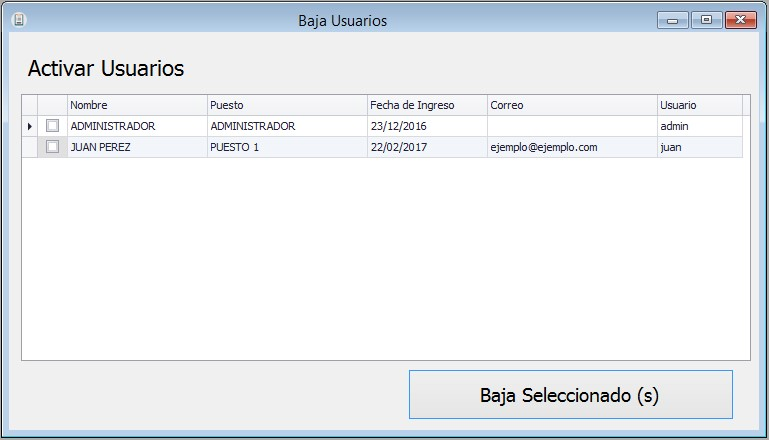 Baja Usuarios
Activar Usuarios
Nombre Puesto Fecha de Ingreso Correo Usuario
ADMINISTRADOR ADMINISTRADOR 23/12/2016 admin
JUAN PEREZ PUESTO 1 22/02/2017 ejemplo@ejemplo.com juan
Baja Seleccionado (s)